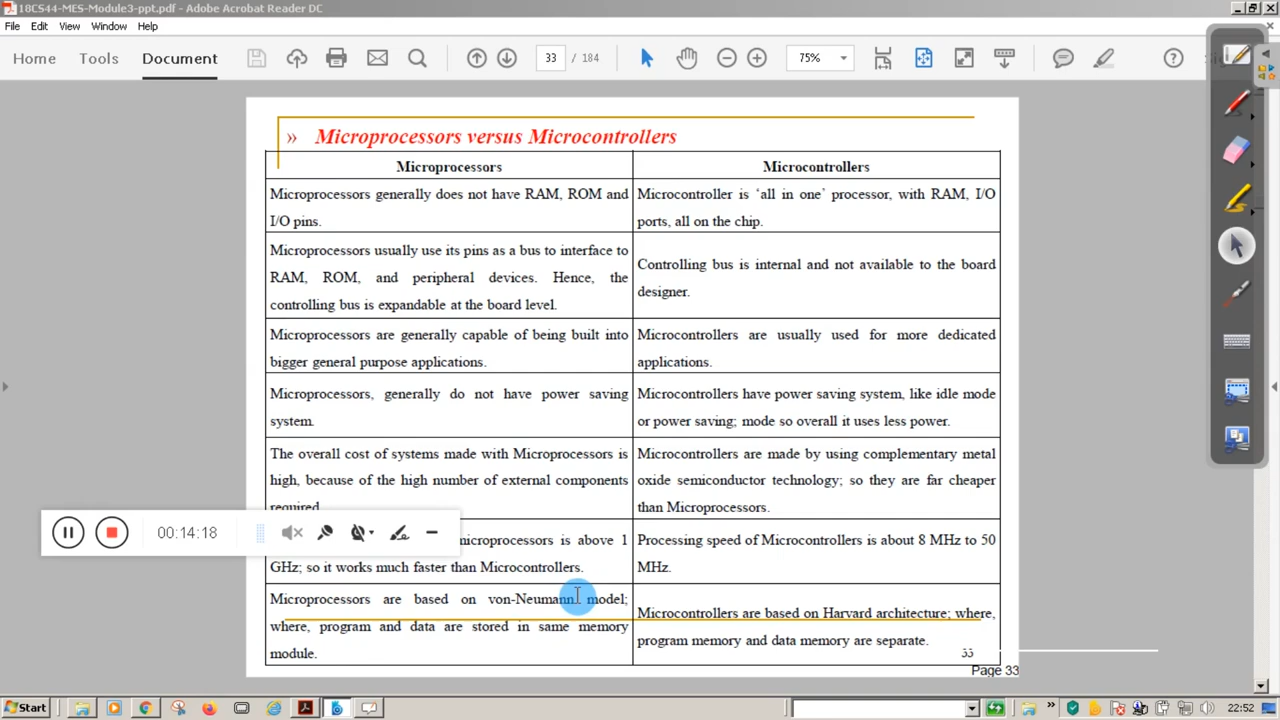 18CS44-MES-Module3-ppt.pdf - Adobe Acrobat Reader DC
File Edit View Window Help
Home Tools Document 33 / 184 75%
» Microprocessors versus Microcontrollers
Microprocessors
Microcontrollers
Microprocessors generally does not have RAM, ROM and
I/O pins.
Microcontroller is ‘all in one’ processor, with RAM, I/O
ports, all on the chip.
Microprocessors usually use its pins as a bus to interface to
RAM, ROM, and peripheral devices. Hence, the
controlling bus is expandable at the board level.
Controlling bus is internal and not available to the board
designer.
Microprocessors are generally capable of being built into
bigger general purpose applications.
Microcontrollers are usually used for more dedicated
applications.
Microprocessors, generally do not have power saving
system.
Microcontrollers have power saving system, like idle mode
or power saving; mode so overall it uses less power.
The overall cost of systems made with Microprocessors is
high, because of the high number of external components
required
Microcontrollers are made by using complementary metal
oxide semiconductor technology; so they are far cheaper
than Microprocessors.
00:14:18
microprocessors is above 1
GHz; so it works much faster than Microcontrollers.
Processing speed of Microcontrollers is about 8 MHz to 50
MHz.
Microprocessors are based on von-Neumann model;
where, program and data are stored in same memory
module.
Microcontrollers are based on Harvard architecture; where,
program memory and data memory are separate.
33
Page 33
Start
22:52